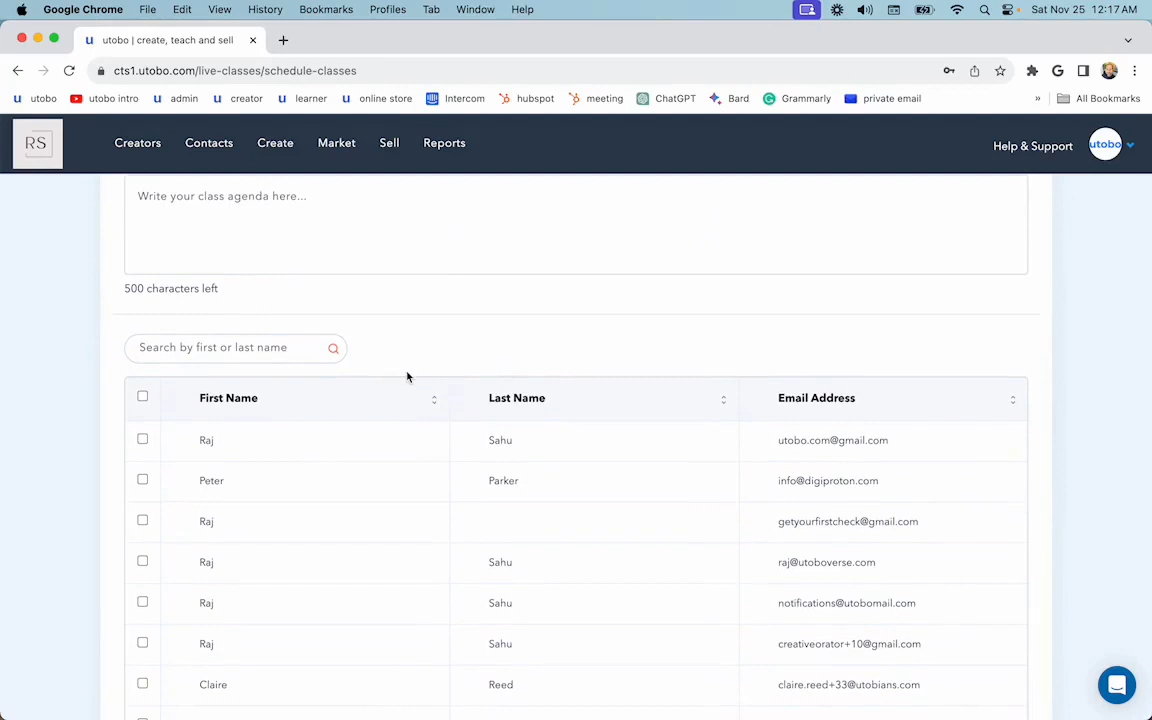 Google Chrome File Edit View History Bookmarks Profiles Tab Window Help Sat Nov 25 12:17 AM
u utobo | create, teach and sell
cts1.utobo.com/live-classes/schedule-classes
u utobo utobo intro u admin u creator u learner u online store Intercom hubspot meeting ChatGPT Bard Grammarly private email » All Bookmarks
RS Creators Contacts Create Market Sell Reports Help & Support utobo
Write your class agenda here...
500 characters left
Search by first or last name
First Name Last Name Email Address
Raj Sahu utobo.com@gmail.com
Peter Parker info@digiproton.com
Raj getyourfirstcheck@gmail.com
Raj Sahu raj@utoboverse.com
Raj Sahu notifications@utobomail.com
Raj Sahu creativeorator+10@gmail.com
Claire Reed claire.reed+33@utobians.com